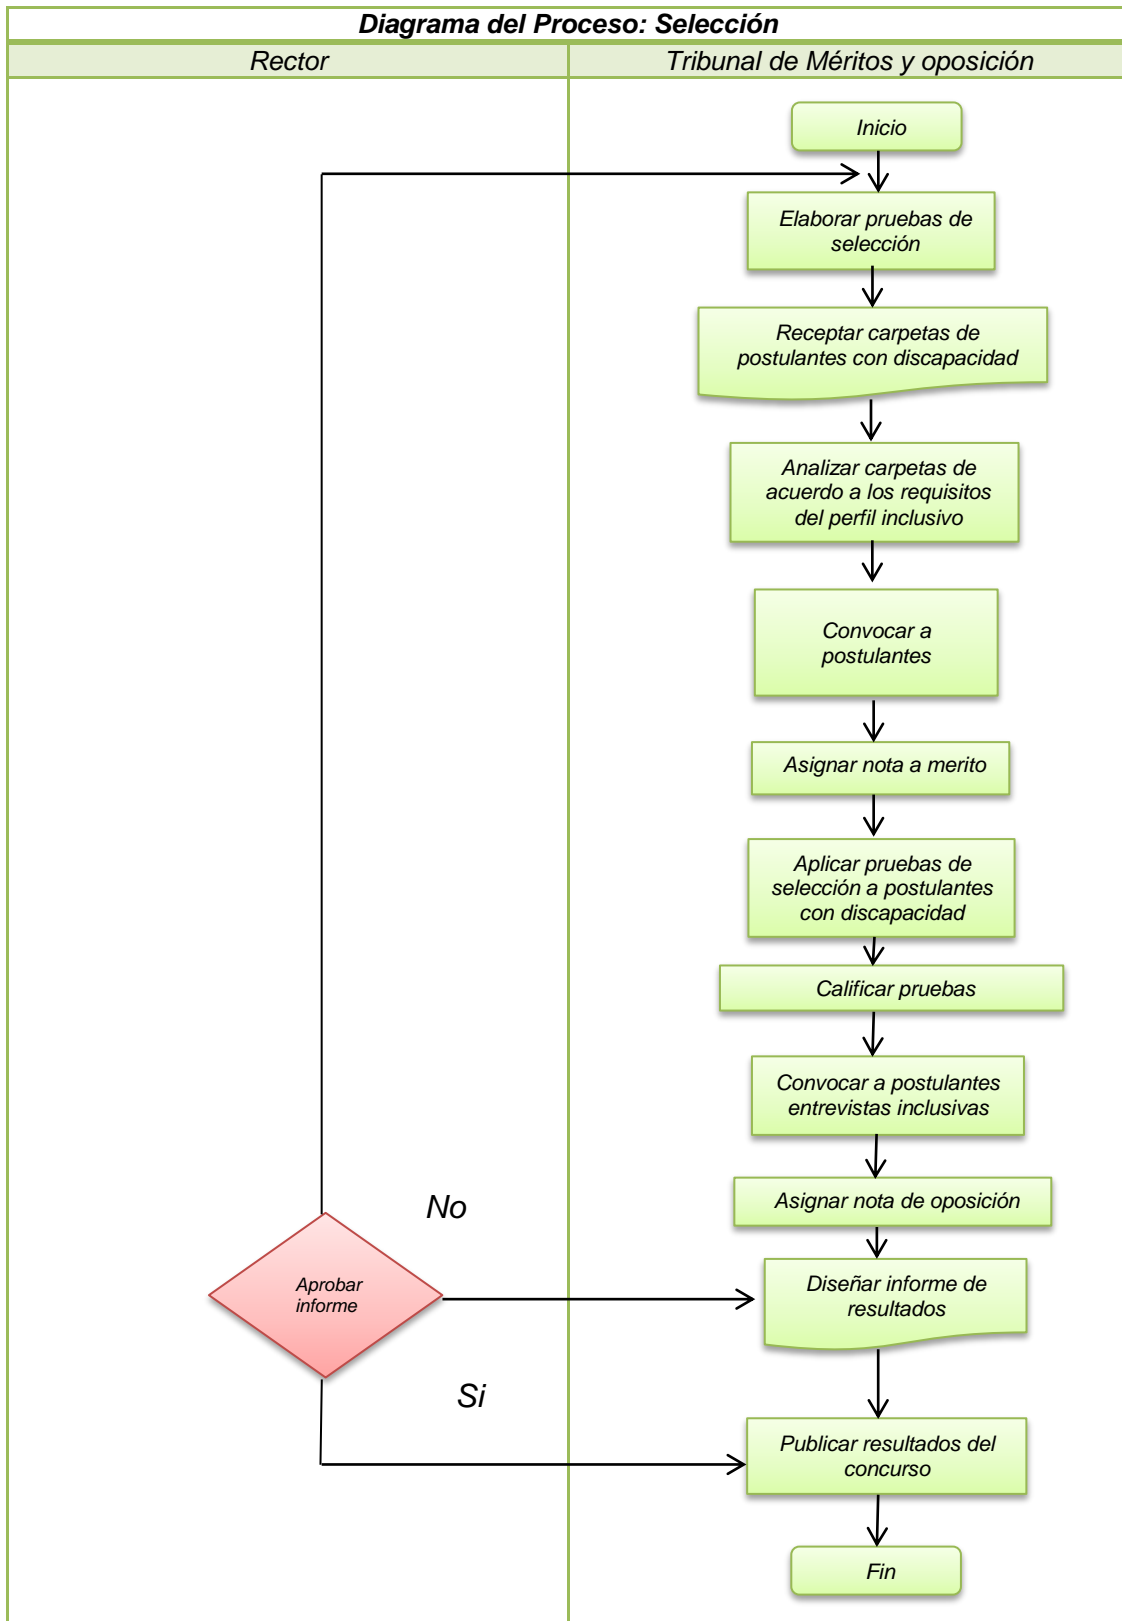 Diagrama del Proceso: Selección
Rector
Tribunal de Méritos y oposición
Inicio
Elaborar pruebas de
selección
Receptar carpetas de
postulantes con discapacidad
Analizar carpetas de
acuerdo a los requisitos
del perfil inclusivo
Convocar a
postulantes
Asignar nota a merito
Aplicar pruebas de
selección a postulantes
con discapacidad
Calificar pruebas
Convocar a postulantes
entrevistas inclusivas
Asignar nota de oposición
No
Aprobar
informe
Diseñar informe de
resultados
Si
Publicar resultados del
concurso
Fin